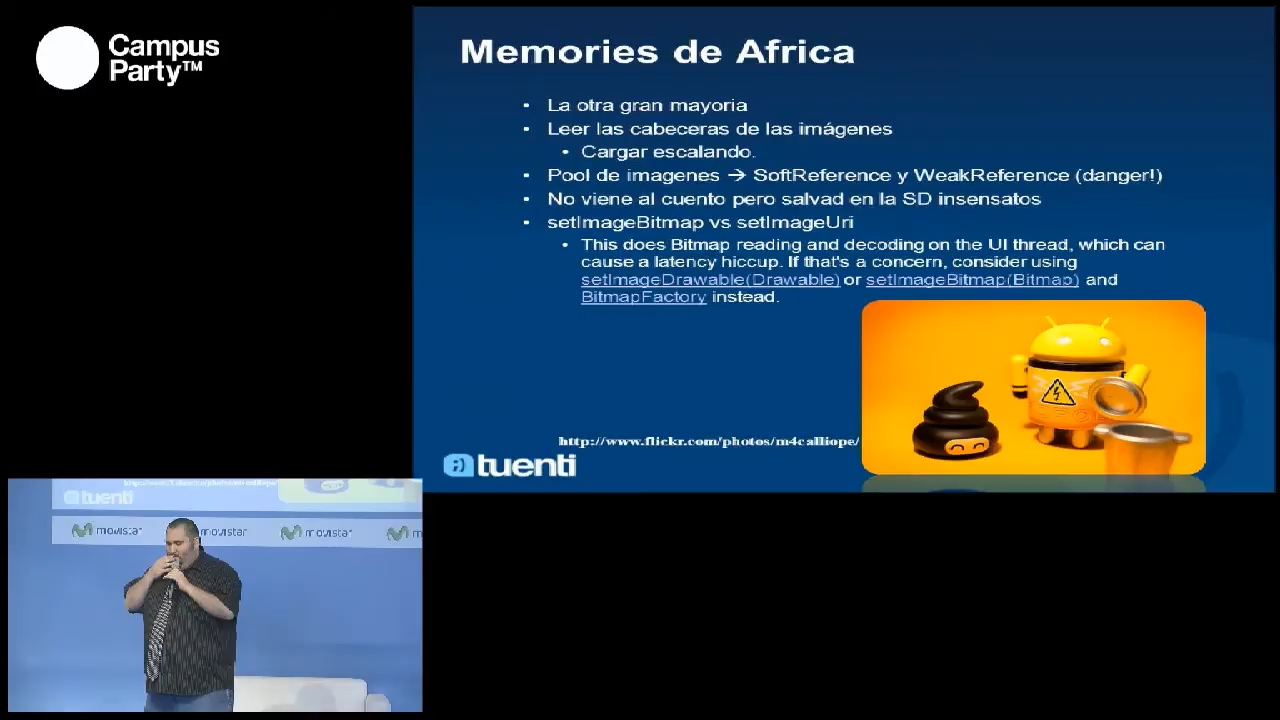 Campus
Party™
Memories de Africa
• La otra gran mayoria
• Leer las cabeceras de las imágenes
• Cargar escalando.
• Pool de imagenes → SoftReference y WeakReference (danger!)
• No viene al cuento pero salvad en la SD insensatos
• setImageBitmap vs setImageUri
• This does Bitmap reading and decoding on the UI thread, which can
cause a latency hiccup. If that's a concern, consider using
setImageDrawable(Drawable) or setImageBitmap(Bitmap) and
BitmapFactory instead.
http://www.flickr.com/photos/m4calliope/
tuenti
tuenti
movistar movistar movistar